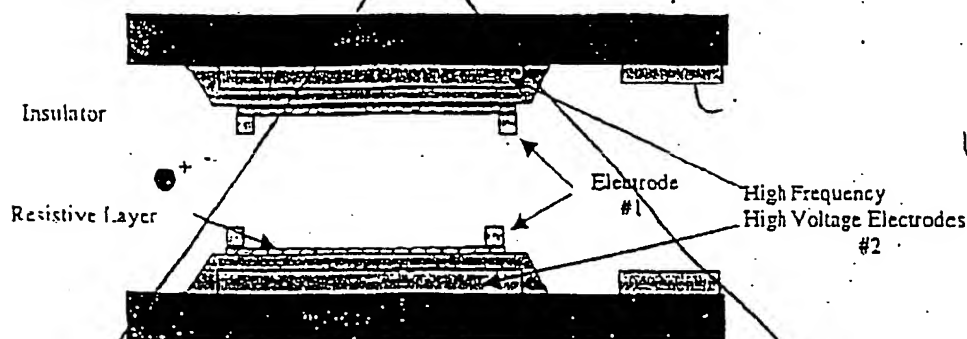 Insulator
+
Resistive Layer
Electrode
#1
High Frequency
High Voltage Electrodes
#2